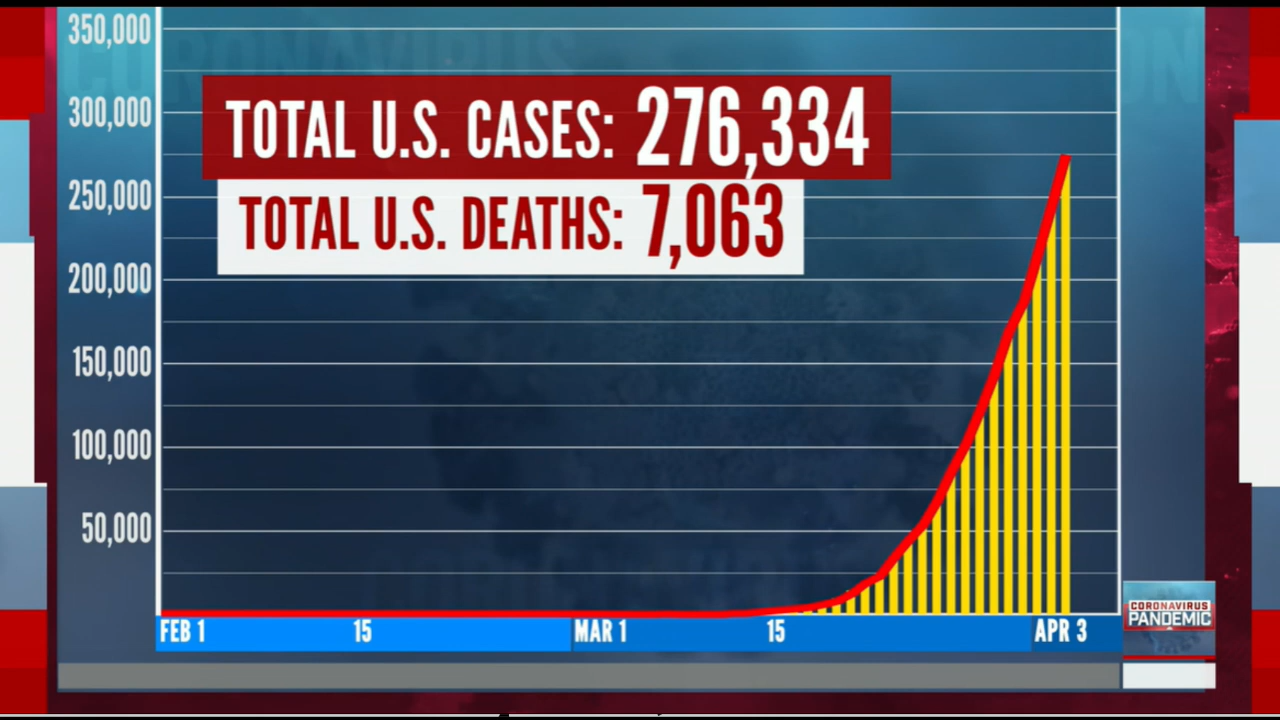 350,000
CORONAVIRUS
300,000
TOTAL U.S. CASES: 276,334
250,000
TOTAL U.S. DEATHS: 7,063
200,000
150,000
100,000
50,000
FEB 1 15 MAR 1 15 APR 3
CORONAVIRUS
PANDEMIC